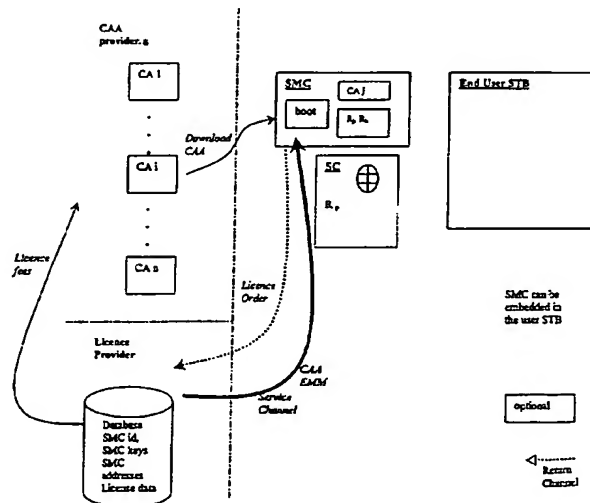 CAA
provider, s
CA 1
CA i
CA n
Download
CAA
SMC
boot
CA j
SC
R p
End User STB
Licence
fees
Licence
Order
Licence
Provider
CAA
EMM
Service
Channel
Database
SMC id,
SMC keys
SMC
addresses
License data
SMC can be
embedded in
the user STB
optional
Return
Channel